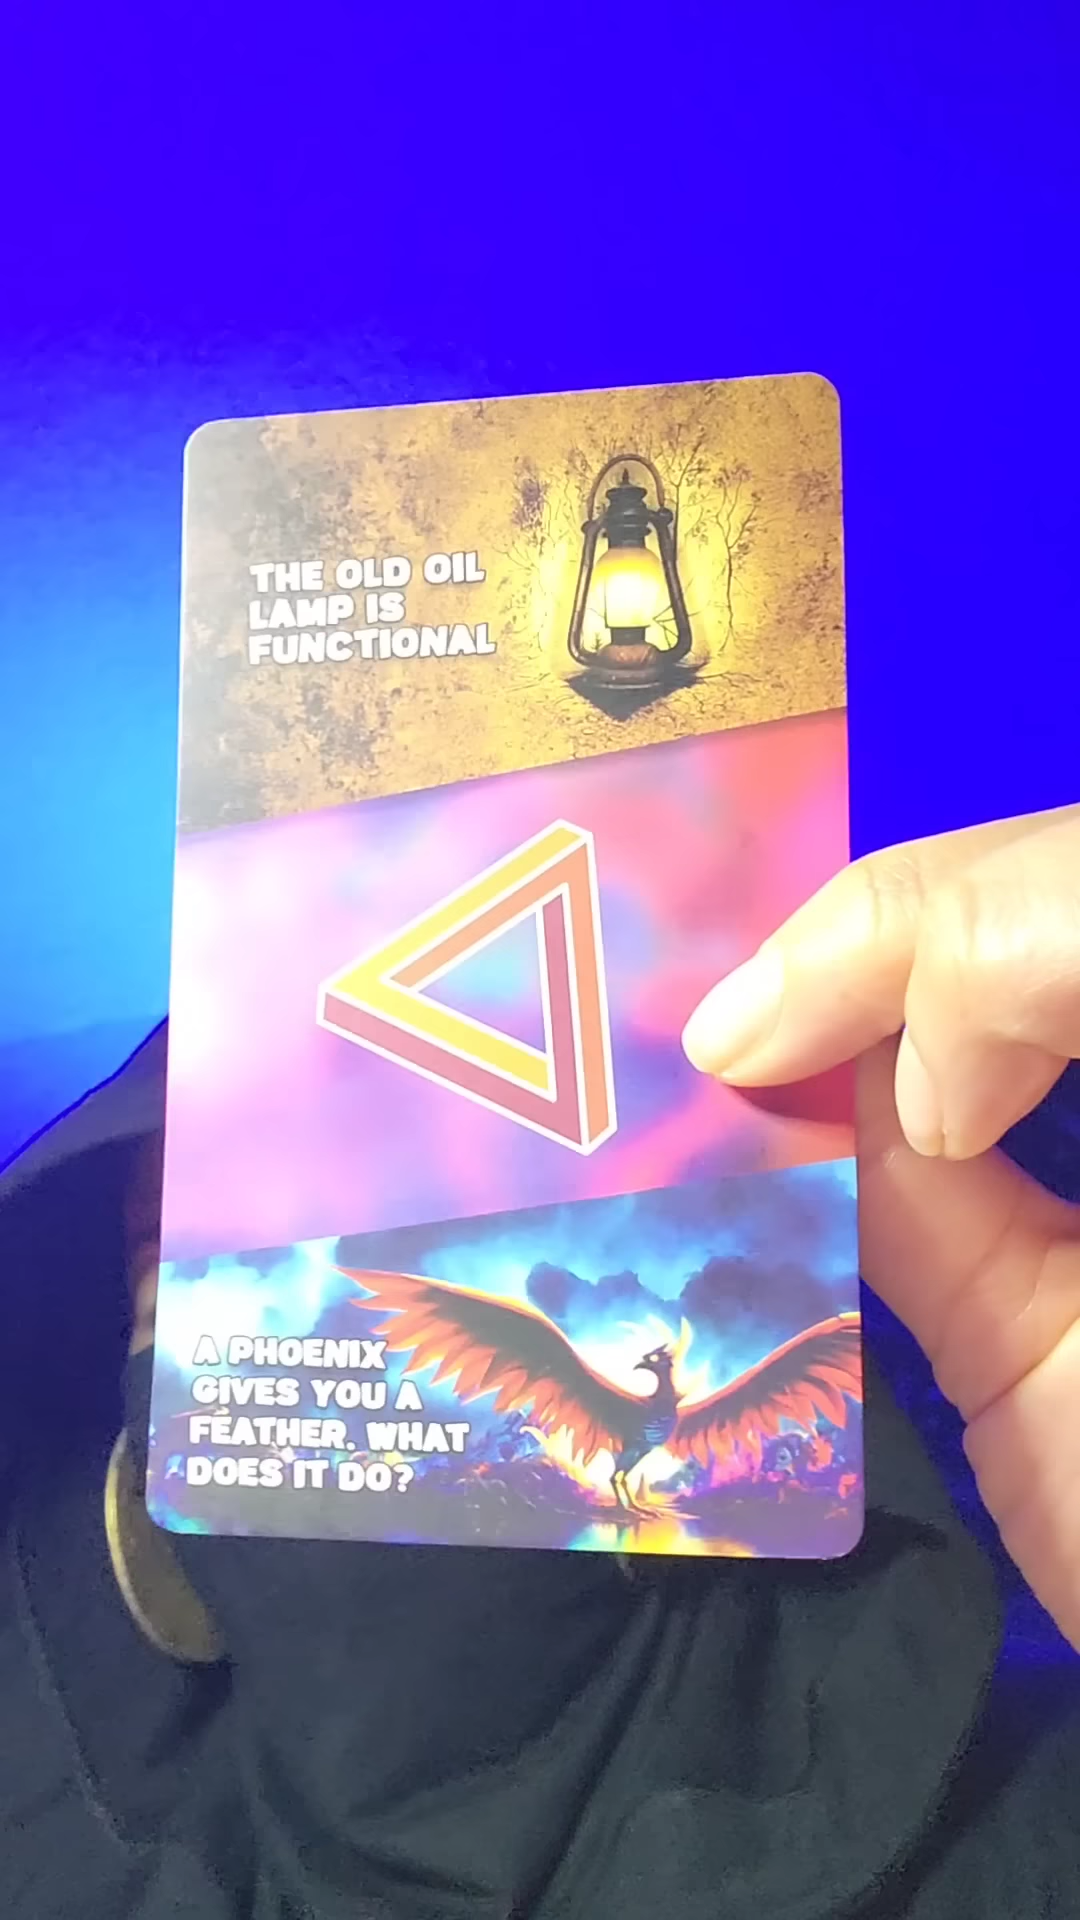 THE OLD OIL
LAMP IS
FUNCTIONAL
A PHOENIX
GIVES YOU A
FEATHER. WHAT
DOES IT DO?